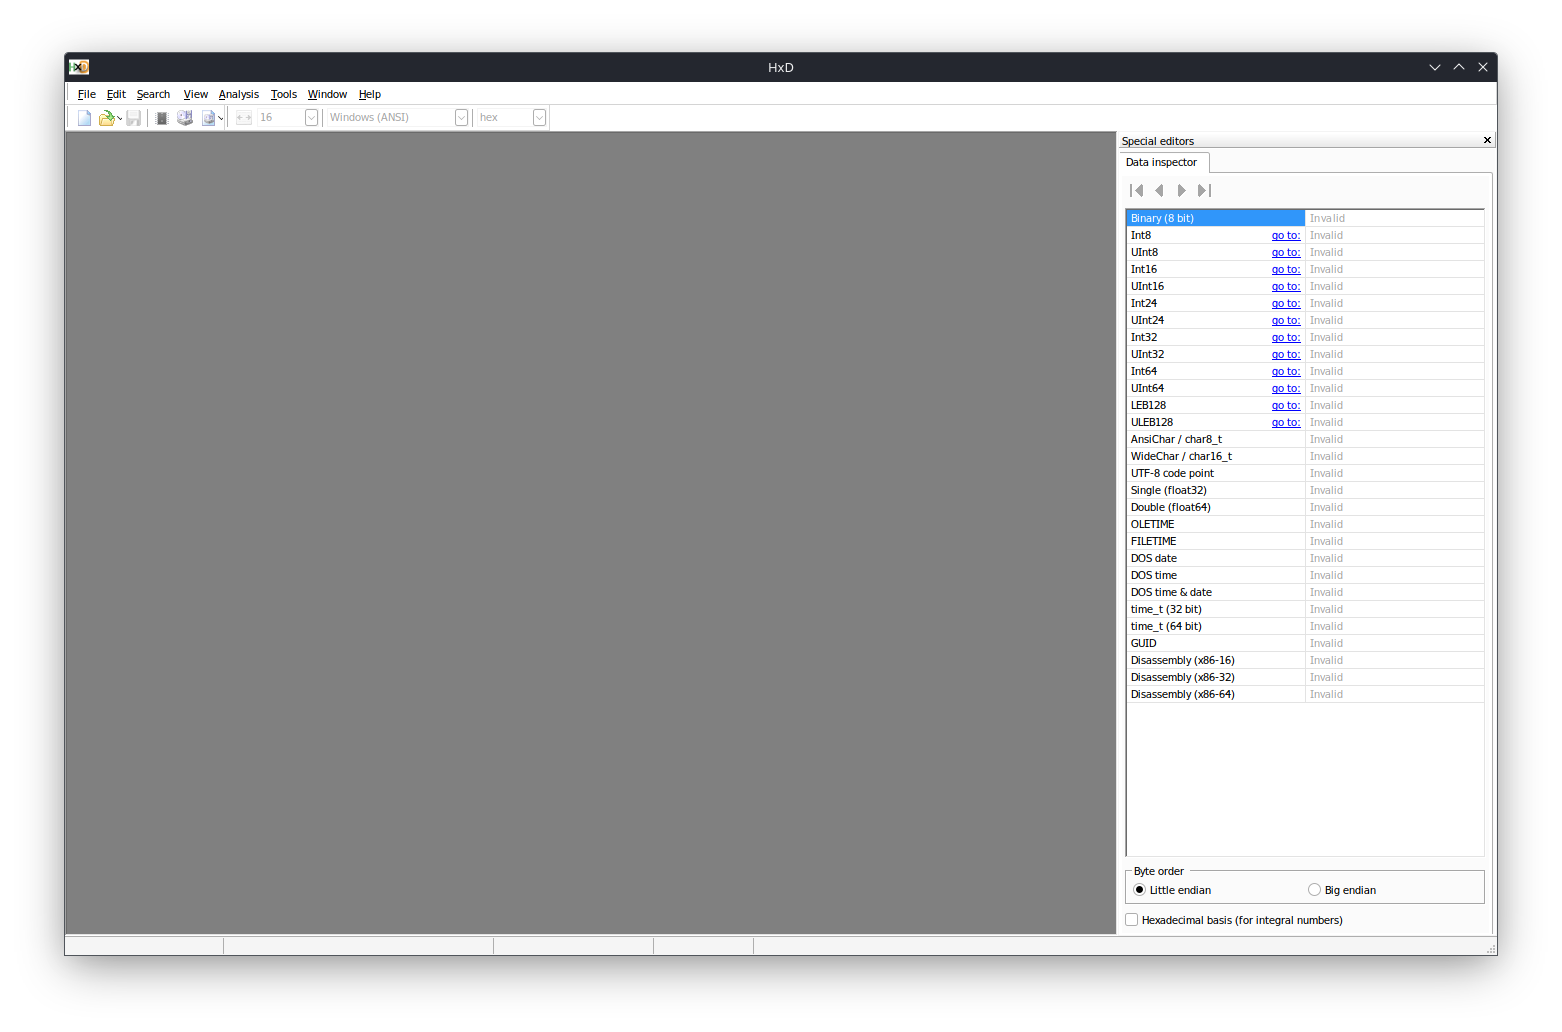 HxD
File Edit Search View Analysis Tools Window Help
16 Windows (ANSI) hex
Special editors
Data inspector
Binary (8 bit) Invalid
Int8 go to: Invalid
UInt8 go to: Invalid
Int16 go to: Invalid
UInt16 go to: Invalid
Int24 go to: Invalid
UInt24 go to: Invalid
Int32 go to: Invalid
UInt32 go to: Invalid
Int64 go to: Invalid
UInt64 go to: Invalid
LEB128 go to: Invalid
ULEB128 go to: Invalid
AnsiChar / char8_t Invalid
WideChar / char16_t Invalid
UTF-8 code point Invalid
Single (float32) Invalid
Double (float64) Invalid
OLETIME Invalid
FILETIME Invalid
DOS date Invalid
DOS time Invalid
DOS time & date Invalid
time_t (32 bit) Invalid
time_t (64 bit) Invalid
GUID Invalid
Disassembly (x86-16) Invalid
Disassembly (x86-32) Invalid
Disassembly (x86-64) Invalid
Byte order
Little endian Big endian
Hexadecimal basis (for integral numbers)